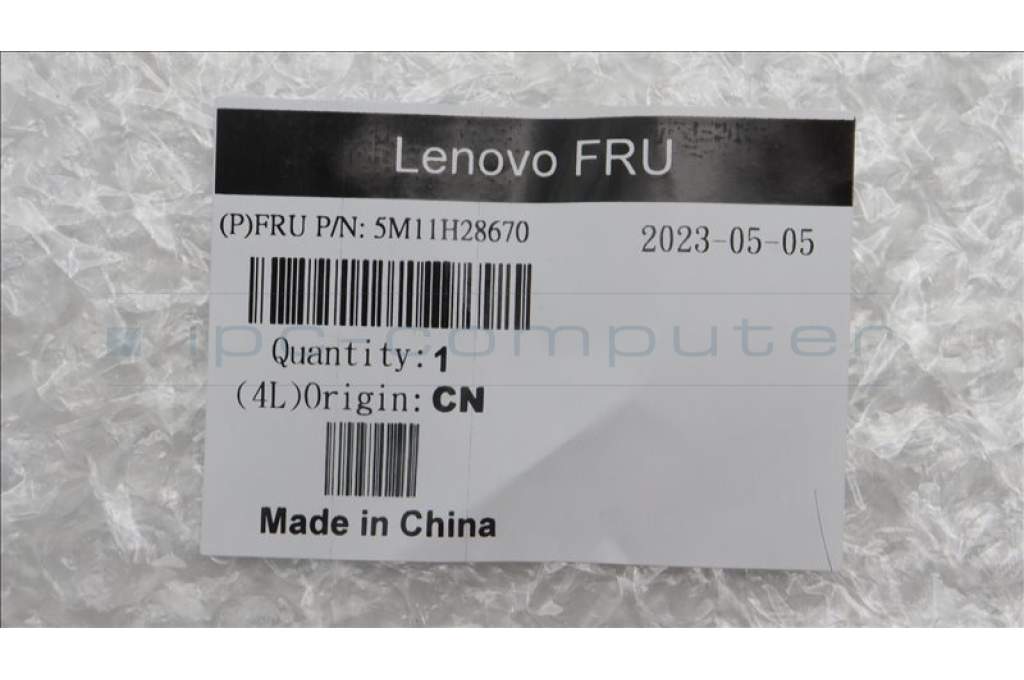 Lenovo FRU
(P)FRU P/N: 5M11H28670
2023-05-05
ipc-computer
Quantity:1
(4L)Origin: CN
Made in China